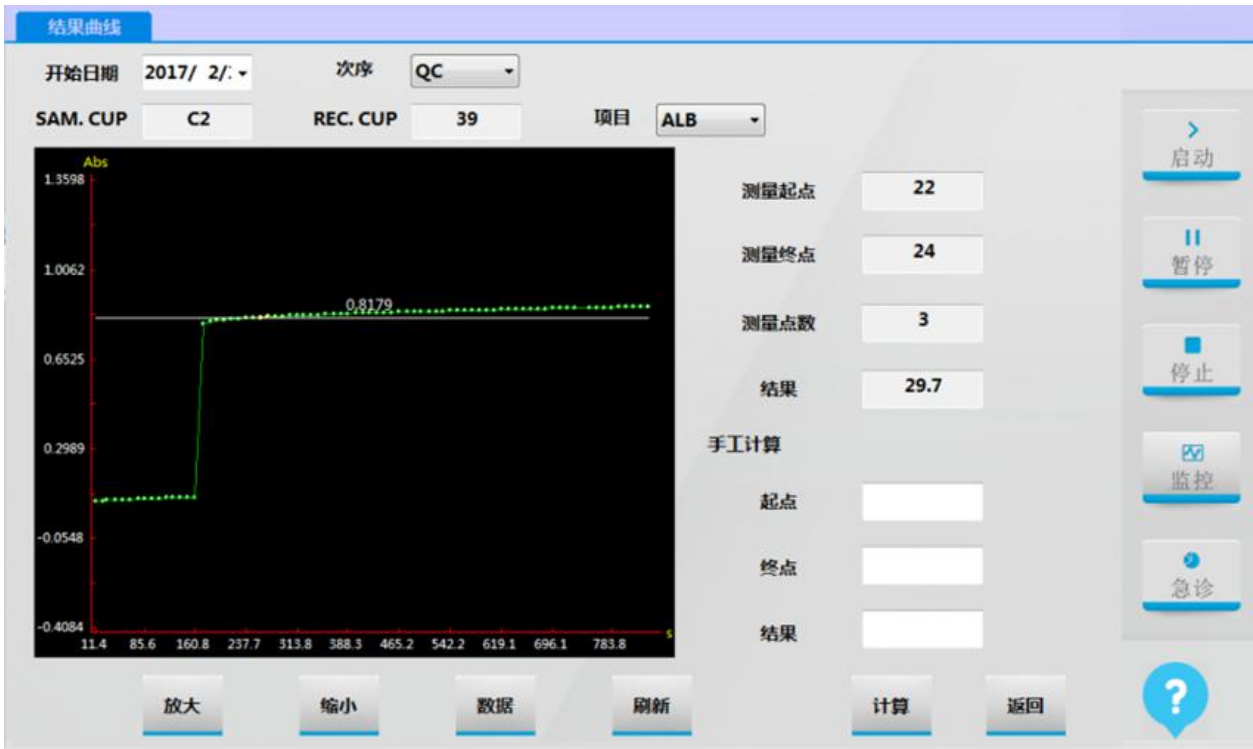 结果曲线
开始日期 2017/ 2/ 次序 QC
SAM. CUP C2 REC. CUP 39 项目 ALB
Abs
1.3598
1.0062
0.6525
0.2989
-0.0548
-0.4084
0.8179
11.4 85.6 160.8 237.7 313.8 388.3 465.2 542.2 619.1 696.1 783.8 s
测量起点 22
测量终点 24
测量点数 3
结果 29.7
手工计算
起点
终点
结果
启动
暂停
停止
监控
急诊
放大 缩小 数据 刷新 计算 返回
?